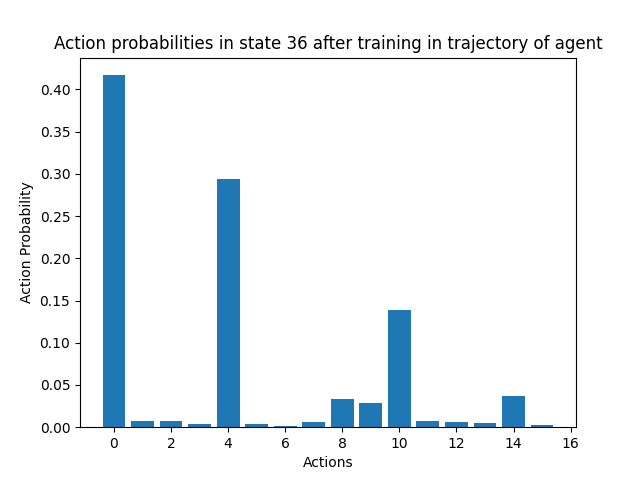 Action probabilities in state 36 after training in trajectory of agent
Action Probability
0.40
0.35
0.30
0.25
0.20
0.15
0.10
0.05
0.00
0 2 4 6 8 10 12 14 16
Actions